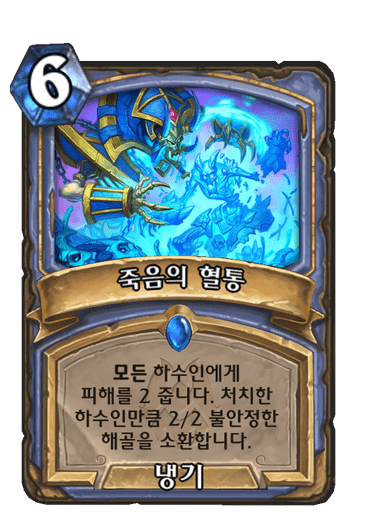 6
죽음의 혈통
모든 하수인에게
피해를 2 줍니다. 처치한
하수인만큼 2/2 불안정한
해골을 소환합니다.
냉기